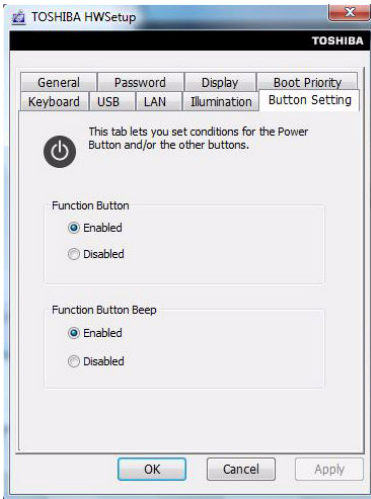 TOSHIBA HWSetup
TOSHIBA
General Password Display Boot Priority
Keyboard USB LAN Illumination Button Setting
This tab lets you set conditions for the Power
Button and/or the other buttons.
Function Button
Enabled
Disabled
Function Button Beep
Enabled
Disabled
OK Cancel Apply